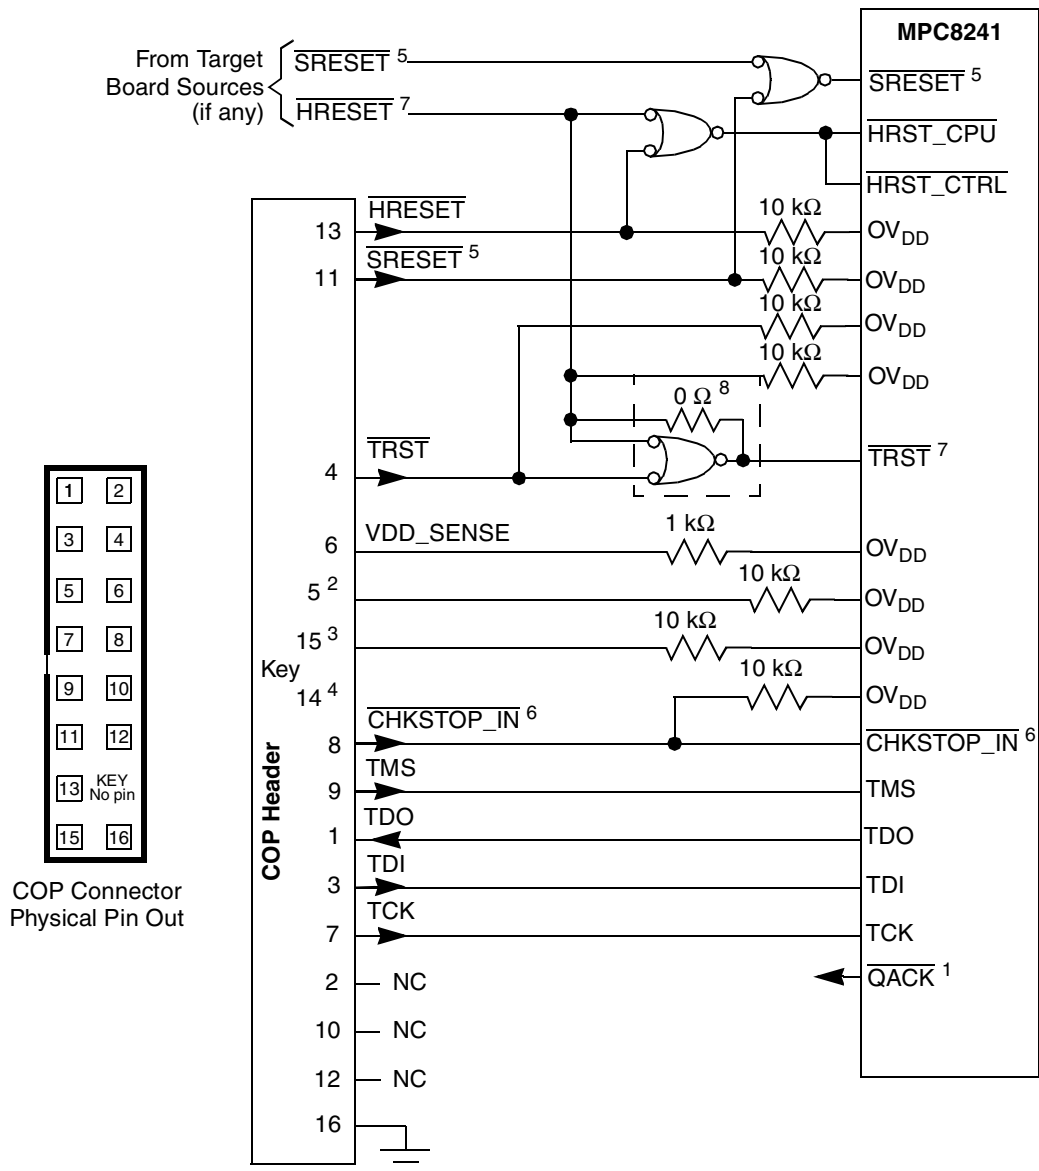 MPC8241
From Target
Board Sources
(if any)
SRESET 5
HRESET 7
SRESET 5
HRST_CPU
HRST_CTRL
13 HRESET 10 kΩ OVDD
11 SRESET 5 10 kΩ OVDD
10 kΩ OVDD
10 kΩ OVDD
0 Ω 8
4 TRST TRST 7
6 VDD_SENSE 1 kΩ OVDD
5 2 10 kΩ OVDD
15 3 10 kΩ OVDD
Key
14 4 10 kΩ OVDD
8 CHKSTOP_IN 6 CHKSTOP_IN 6
9 TMS TMS
1 TDO TDO
3 TDI TDI
7 TCK TCK
QACK 1
2 NC
10 NC
12 NC
16
COP Header
1 2
3 4
5 6
7 8
9 10
11 12
13 KEY
No pin
15 16
COP Connector
Physical Pin Out